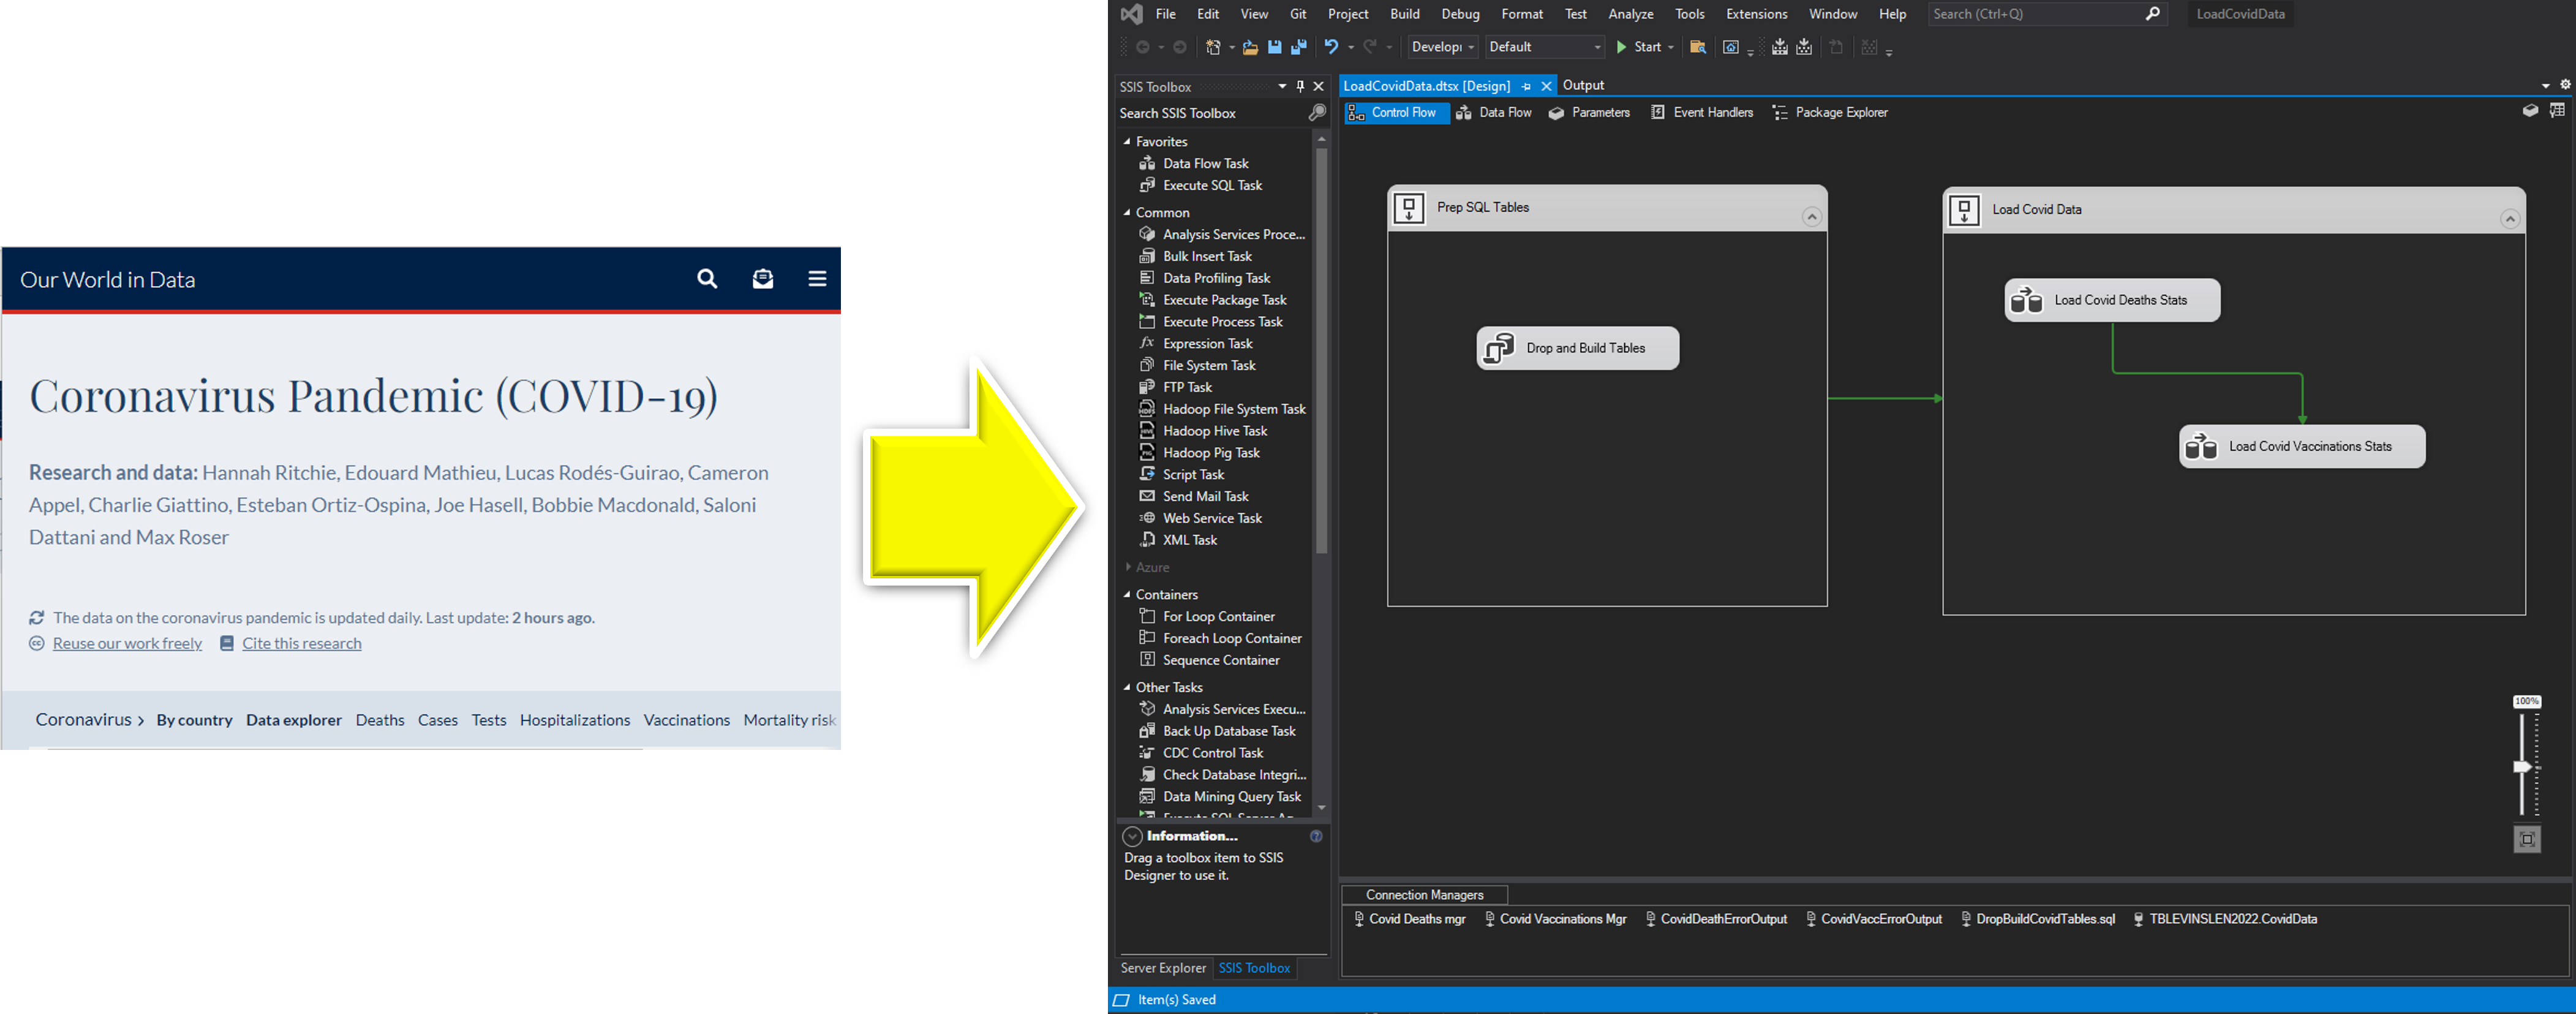 Our World in Data
Coronavirus Pandemic (COVID-19)
Research and data: Hannah Ritchie, Edouard Mathieu, Lucas Rodés-Guirao, Cameron
Appel, Charlie Giattino, Esteban Ortiz-Ospina, Joe Hasell, Bobbie Macdonald, Saloni
Dattani and Max Roser
The data on the coronavirus pandemic is updated daily. Last update: 2 hours ago.
Reuse our work freely Cite this research
Coronavirus > By country Data explorer Deaths Cases Tests Hospitalizations Vaccinations Mortality risk
File Edit View Git Project Build Debug Format Test Analyze Tools Extensions Window Help Search (Ctrl+Q) LoadCovidData
Develop Default Start
SSIS Toolbox
Search SSIS Toolbox
Favorites
Data Flow Task
Execute SQL Task
Common
Analysis Services Proce...
Bulk Insert Task
Data Profiling Task
Execute Package Task
Execute Process Task
fx Expression Task
File System Task
FTP Task
Hadoop File System Task
Hadoop Hive Task
Hadoop Pig Task
Script Task
Send Mail Task
Web Service Task
XML Task
Azure
Containers
For Loop Container
Foreach Loop Container
Sequence Container
Other Tasks
Analysis Services Execu...
Back Up Database Task
CDC Control Task
Check Database Integri...
Data Mining Query Task
Information...
Drag a toolbox item to SSIS
Designer to use it.
Server Explorer SSIS Toolbox
LoadCovidData.dtsx [Design] Output
Control Flow Data Flow Parameters Event Handlers Package Explorer
Prep SQL Tables
Drop and Build Tables
Load Covid Data
Load Covid Deaths Stats
Load Covid Vaccinations Stats
100%
Connection Managers
Covid Deaths mgr Covid Vaccinations Mgr CovidDeathErrorOutput CovidVaccErrorOutput DropBuildCovidTables.sql TBLEVINSLEN2022.CovidData
Item(s) Saved